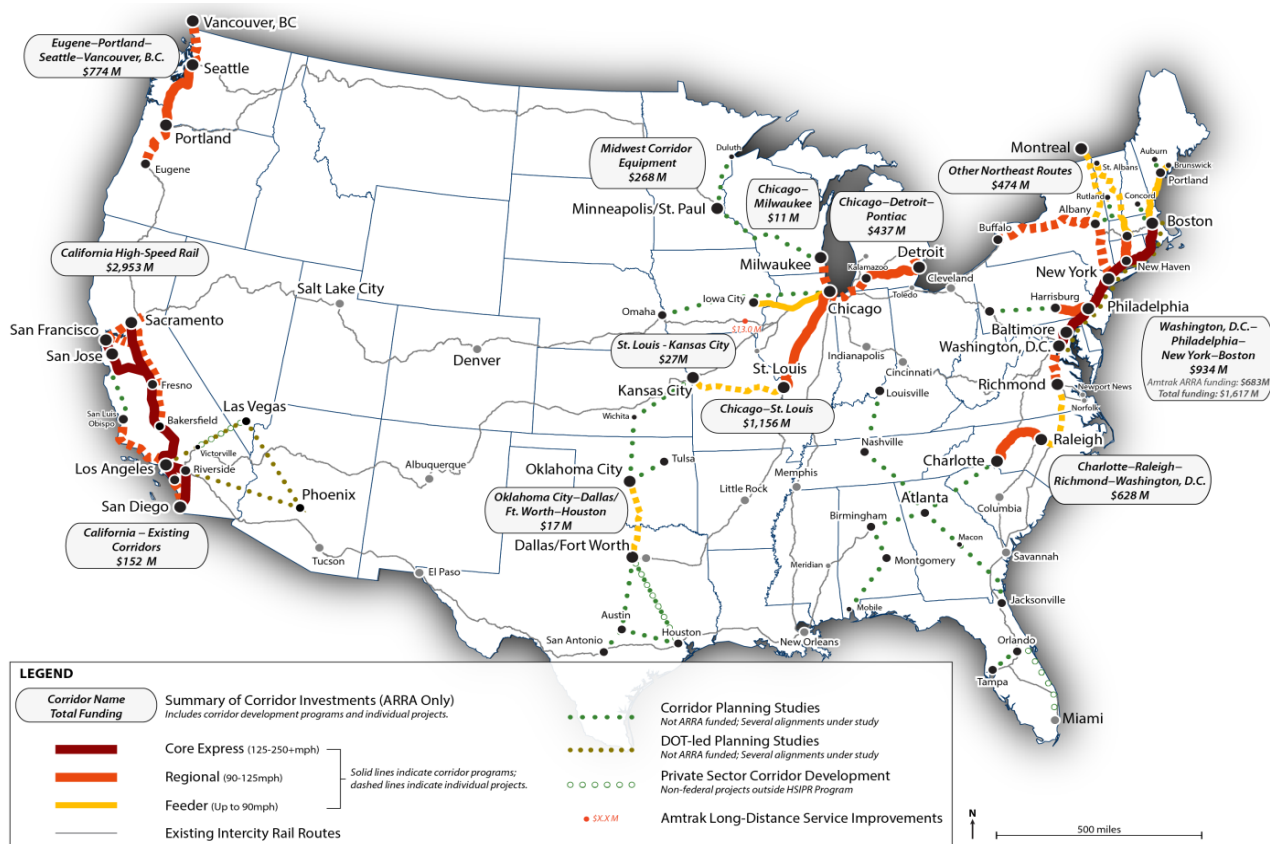 Vancouver, BC
Eugene–Portland–
Seattle–Vancouver, B.C.
$774 M
Seattle
Portland
Eugene
Midwest Corridor
Equipment
$268 M
Duluth
Minneapolis/St. Paul
Chicago–
Milwaukee
$11 M
Chicago–Detroit–
Pontiac
$437 M
Milwaukee
Kalamazoo
Detroit
Cleveland
Toledo
Chicago
Montreal
Other Northeast Routes
$474 M
Auburn
Brunswick
St. Albans
Portland
Rutland
Concord
Albany
Boston
Buffalo
New Haven
New York
Harrisburg
Philadelphia
Baltimore
Washington, D.C.
Washington, D.C.–
Philadelphia–
New York–Boston
$934 M
Amtrak ARRA funding: $683M
Total funding: $1,617 M
California High-Speed Rail
$2,953 M
Salt Lake City
San Francisco
Sacramento
San Jose
Fresno
San Luis
Obispo
Bakersfield
Las Vegas
Victorville
Los Angeles
Riverside
San Diego
Phoenix
California – Existing
Corridors
$152 M
Tucson
El Paso
Albuquerque
Denver
Omaha
Iowa City
$13.0 M
St. Louis - Kansas City
$27M
Kansas City
St. Louis
Chicago–St. Louis
$1,156 M
Indianapolis
Cincinnati
Louisville
Wichita
Tulsa
Oklahoma City
Oklahoma City–Dallas/
Ft. Worth–Houston
$17 M
Dallas/Fort Worth
Austin
San Antonio
Houston
Little Rock
Memphis
Nashville
Richmond
Newport News
Norfolk
Raleigh
Charlotte
Charlotte–Raleigh–
Richmond–Washington, D.C.
$628 M
Columbia
Atlanta
Birmingham
Macon
Montgomery
Meridian
Mobile
New Orleans
Savannah
Jacksonville
Orlando
Tampa
Miami
LEGEND
Corridor Name
Total Funding
Summary of Corridor Investments (ARRA Only)
Includes corridor development programs and individual projects.
Core Express (125-250+mph)
Regional (90-125mph)
Feeder (Up to 90mph)
Solid lines indicate corridor programs;
dashed lines indicate individual projects.
Existing Intercity Rail Routes
Corridor Planning Studies
Not ARRA funded; Several alignments under study
DOT-led Planning Studies
Not ARRA funded; Several alignments under study
Private Sector Corridor Development
Non-federal projects outside HSIPR Program
$X.X M
Amtrak Long-Distance Service Improvements
N
500 miles